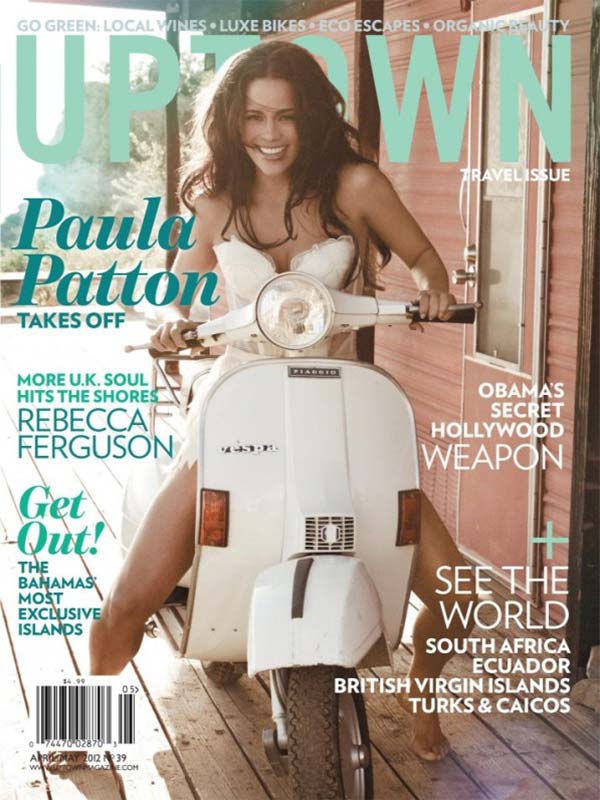 GO GREEN: LOCAL WINES • LUXE BIKES • ECO ESCAPES • ORGANIC BEAUTY
UPTOWN
TRAVEL ISSUE
Paula
Patton
TAKES OFF
MORE U.K. SOUL
HITS THE SHORES
REBECCA
FERGUSON
Get
Out!
THE
BAHAMAS'
MOST
EXCLUSIVE
ISLANDS
PIAGGIO
vespa
OBAMA'S
SECRET
HOLLYWOOD
WEAPON
+
SEE THE
WORLD
SOUTH AFRICA
ECUADOR
BRITISH VIRGIN ISLANDS
TURKS & CAICOS
$4.99
05>
0 74470 02870 3
APRIL/MAY 2012 Nº 39
WWW.UPTOWNMAGAZINE.COM